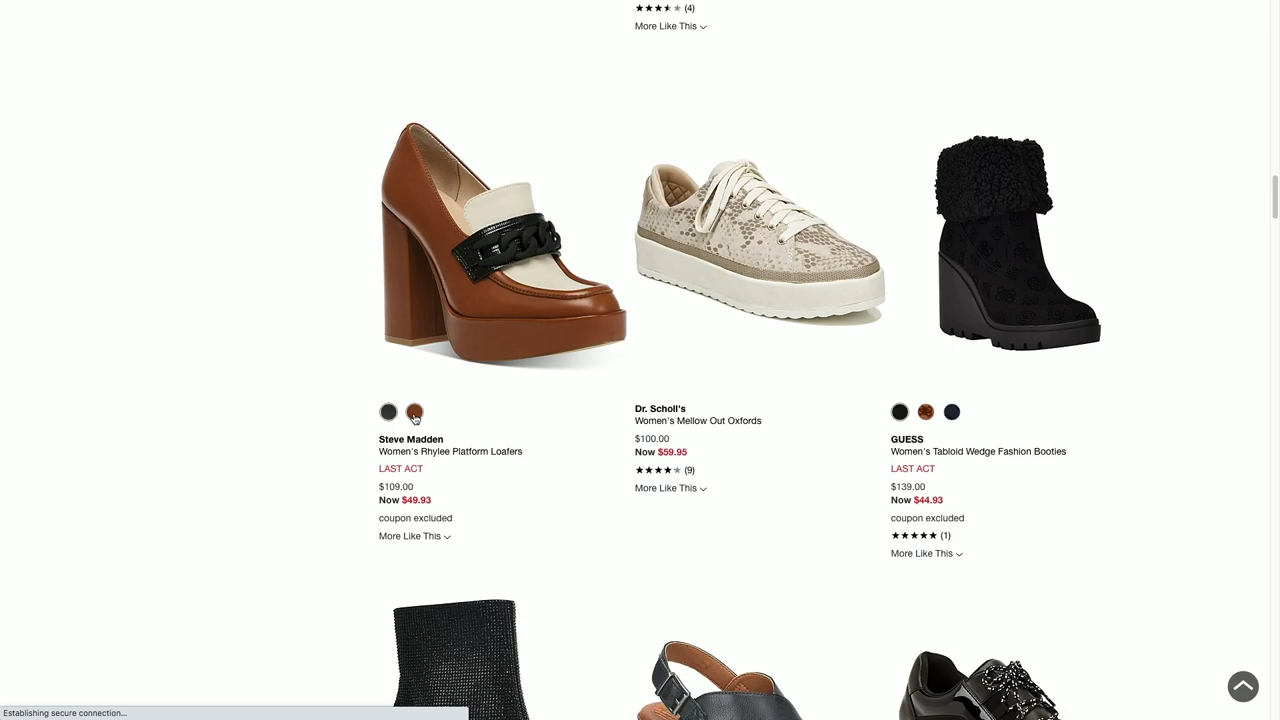 (4)
More Like This
Steve Madden
Women's Rhylee Platform Loafers
LAST ACT
$109.00
Now $49.93
coupon excluded
More Like This
Dr. Scholl's
Women's Mellow Out Oxfords
$100.00
Now $59.95
(9)
More Like This
GUESS
Women's Tabloid Wedge Fashion Booties
LAST ACT
$139.00
Now $44.93
coupon excluded
(1)
More Like This
Establishing secure connection...